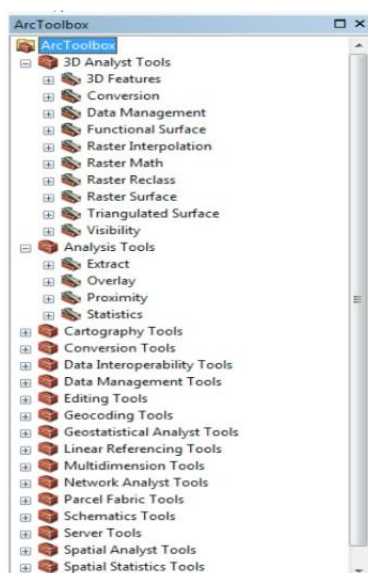 ArcToolbox
ArcToolbox
3D Analyst Tools
3D Features
Conversion
Data Management
Functional Surface
Raster Interpolation
Raster Math
Raster Reclass
Raster Surface
Triangulated Surface
Visibility
Analysis Tools
Extract
Overlay
Proximity
Statistics
Cartography Tools
Conversion Tools
Data Interoperability Tools
Data Management Tools
Editing Tools
Geocoding Tools
Geostatistical Analyst Tools
Linear Referencing Tools
Multidimension Tools
Network Analyst Tools
Parcel Fabric Tools
Schematics Tools
Server Tools
Spatial Analyst Tools
Spatial Statistics Tools